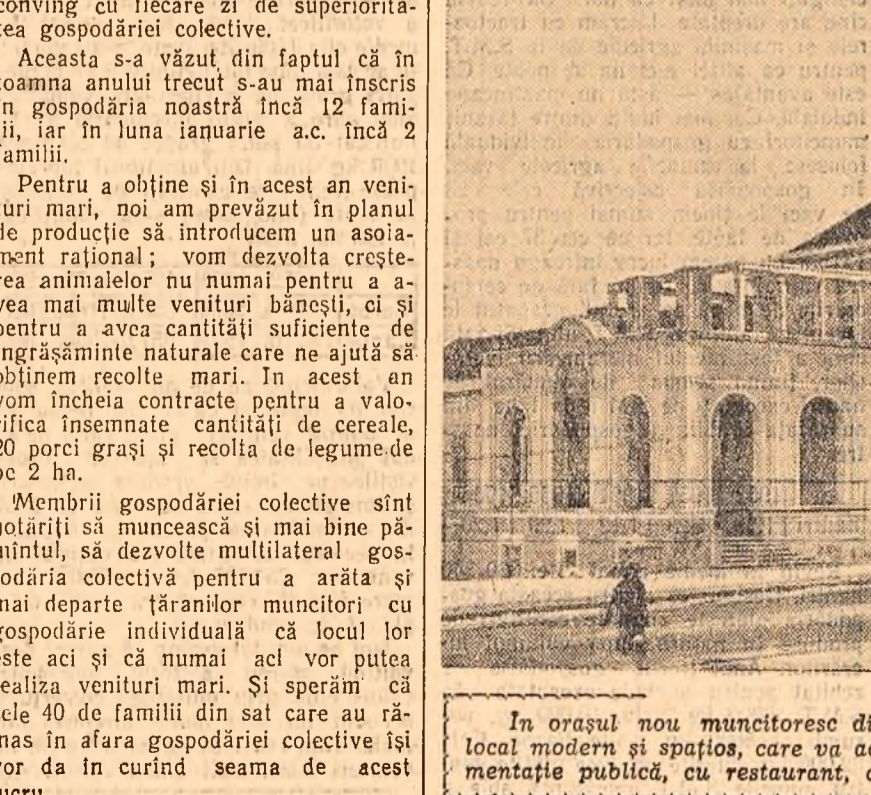 conving cu fiecare zi de superiorita-
tea gospodăriei colective.
Aceasta s-a văzut din faptul că în
toamna anului trecut s-au mai înscris
în gospodăria noastră încă 12 fami-
lii, iar în luna ianuarie a.c. încă 2
familii.
Pentru a obține și în acest an veni-
turi mari, noi am prevăzut în planul
de producție să introducem un asola-
ment rațional; vom dezvolta crește-
rea animalelor nu numai pentru a a-
vea mai multe venituri bănești, ci și
pentru a avea cantități suficiente de
îngrășăminte naturale care ne ajută să
obținem recolte mari. In acest an
vom încheia contracte pentru a valo-
rifica însemnate cantități de cereale,
20 porci grași și recolta de legume de
pe 2 ha.
Membrii gospodăriei colective sînt
hotărîți să muncească și mai bine pă-
mîntul, să dezvolte multilateral gos-
podăria colectivă pentru a arăta și
mai departe țăranilor muncitori cu
gospodărie individuală că locul lor
este aci și că numai aci vor putea
realiza venituri mari. Și sperăm că
cele 40 de familii din sat care au ră-
mas în afara gospodăriei colective își
vor da în curînd seama de acest
lucru.
In orașul nou muncitoresc di
local modern și spațios, care va a
mentație publică, cu restaurant,